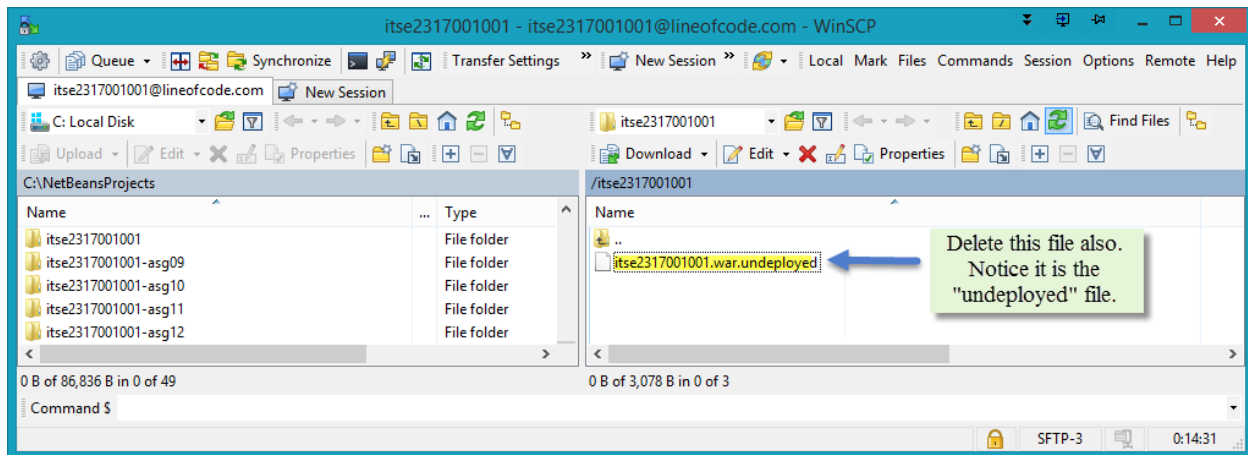 itse2317001001 - itse2317001001@lineofcode.com - WinSCP
Queue Synchronize Transfer Settings » New Session » Local Mark Files Commands Session Options Remote Help
itse2317001001@lineofcode.com New Session
C: Local Disk itse2317001001 Find Files
Upload Edit Properties Download Edit Properties
C:\NetBeansProjects /itse2317001001
Name ... Type Name
itse2317001001 File folder ..
itse2317001001-asg09 File folder itse2317001001.war.undeployed
itse2317001001-asg10 File folder
itse2317001001-asg11 File folder
itse2317001001-asg12 File folder
Delete this file also.
Notice it is the
"undeployed" file.
0 B of 86,836 B in 0 of 49 0 B of 3,078 B in 0 of 3
Command $
SFTP-3 0:14:31